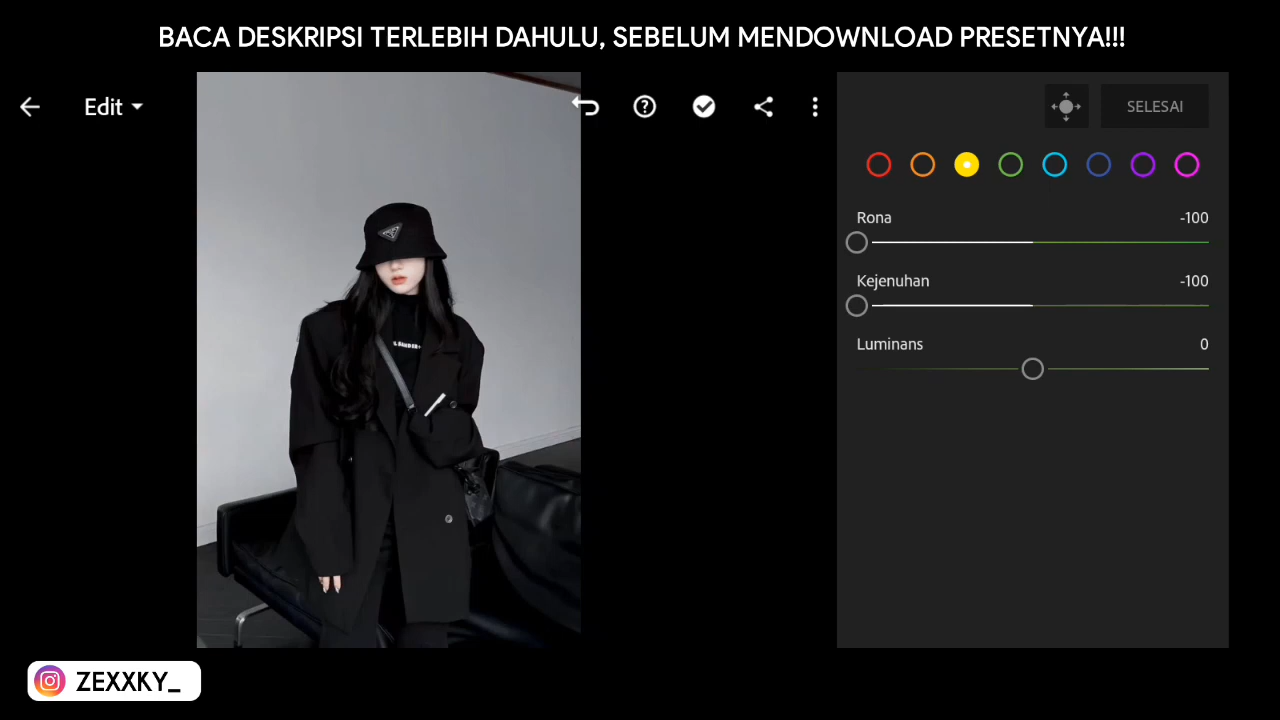 BACA DESKRIPSI TERLEBIH DAHULU, SEBELUM MENDOWNLOAD PRESETNYA!!!
Edit
SELESAI
Rona -100
Kejenuhan -100
Luminans 0
ZEXXKY_